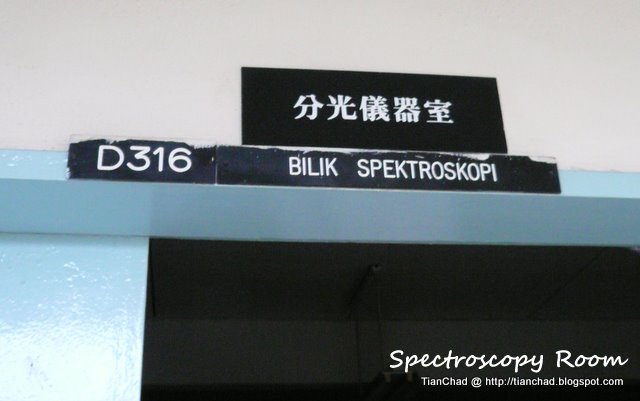 分光儀器室
D316 BILIK SPEKTROSKOPI
Spectroscopy Room
TianChad @ http://tianchad.blogspot.com